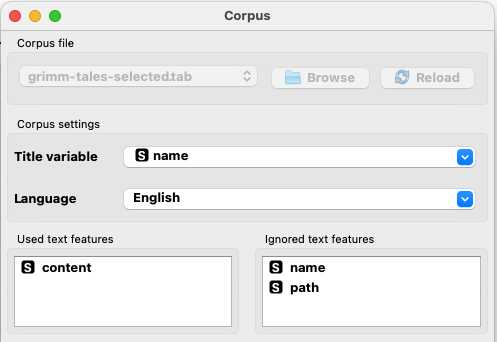 Corpus
Corpus file
grimm-tales-selected.tab Browse Reload
Corpus settings
Title variable S name
Language English
Used text features Ignored text features
S content S name
S path